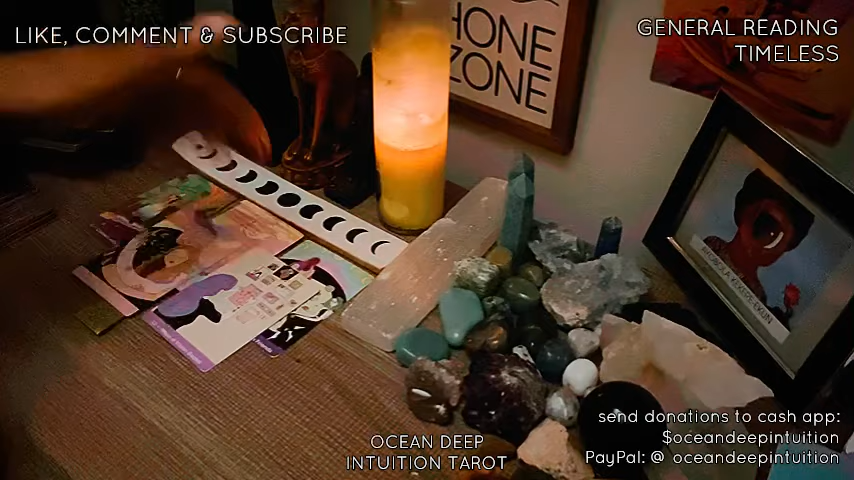 LIKE, COMMENT & SUBSCRIBE
GENERAL READING
TIMELESS
HONE
ZONE
OCEAN DEEP
INTUITION TAROT
send donations to cash app:
$oceandeepintuition
PayPal: @ oceandeepintuition